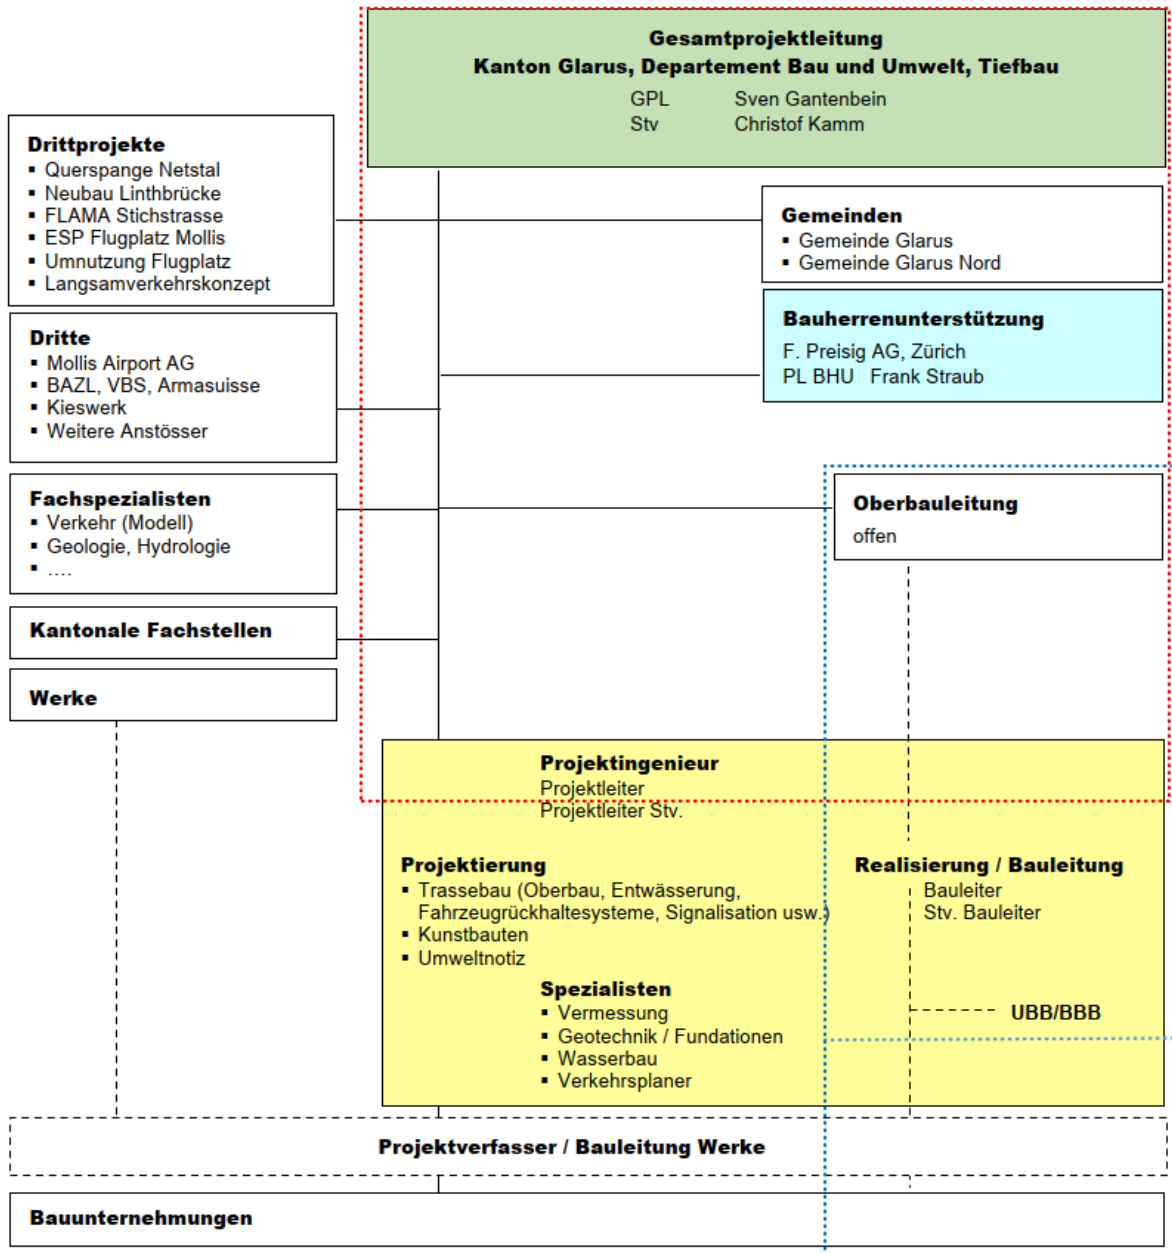 Gesamtprojektleitung
Kanton Glarus, Departement Bau und Umwelt, Tiefbau
GPL Sven Gantenbein
Stv Christof Kamm
Drittprojekte
▪ Querspange Netstal
▪ Neubau Linthbrücke
▪ FLAMA Stichstrasse
▪ ESP Flugplatz Mollis
▪ Umnutzung Flugplatz
▪ Langsamverkehrskonzept
Gemeinden
▪ Gemeinde Glarus
▪ Gemeinde Glarus Nord
Bauherrenunterstützung
F. Preisig AG, Zürich
PL BHU Frank Straub
Dritte
▪ Mollis Airport AG
▪ BAZL, VBS, Armasuisse
▪ Kieswerk
▪ Weitere Anstösser
Fachspezialisten
▪ Verkehr (Modell)
▪ Geologie, Hydrologie
▪ ....
Oberbauleitung
offen
Kantonale Fachstellen
Werke
Projektingenieur
Projektleiter
Projektleiter Stv.
Projektierung
▪ Trassebau (Oberbau, Entwässerung,
Fahrzeugrückhaltesysteme, Signalisation usw.)
▪ Kunstbauten
▪ Umweltnotiz
Realisierung / Bauleitung
Bauleiter
Stv. Bauleiter
Spezialisten
▪ Vermessung
▪ Geotechnik / Fundationen
▪ Wasserbau
▪ Verkehrsplaner
UBB/BBB
Projektverfasser / Bauleitung Werke
Bauunternehmungen